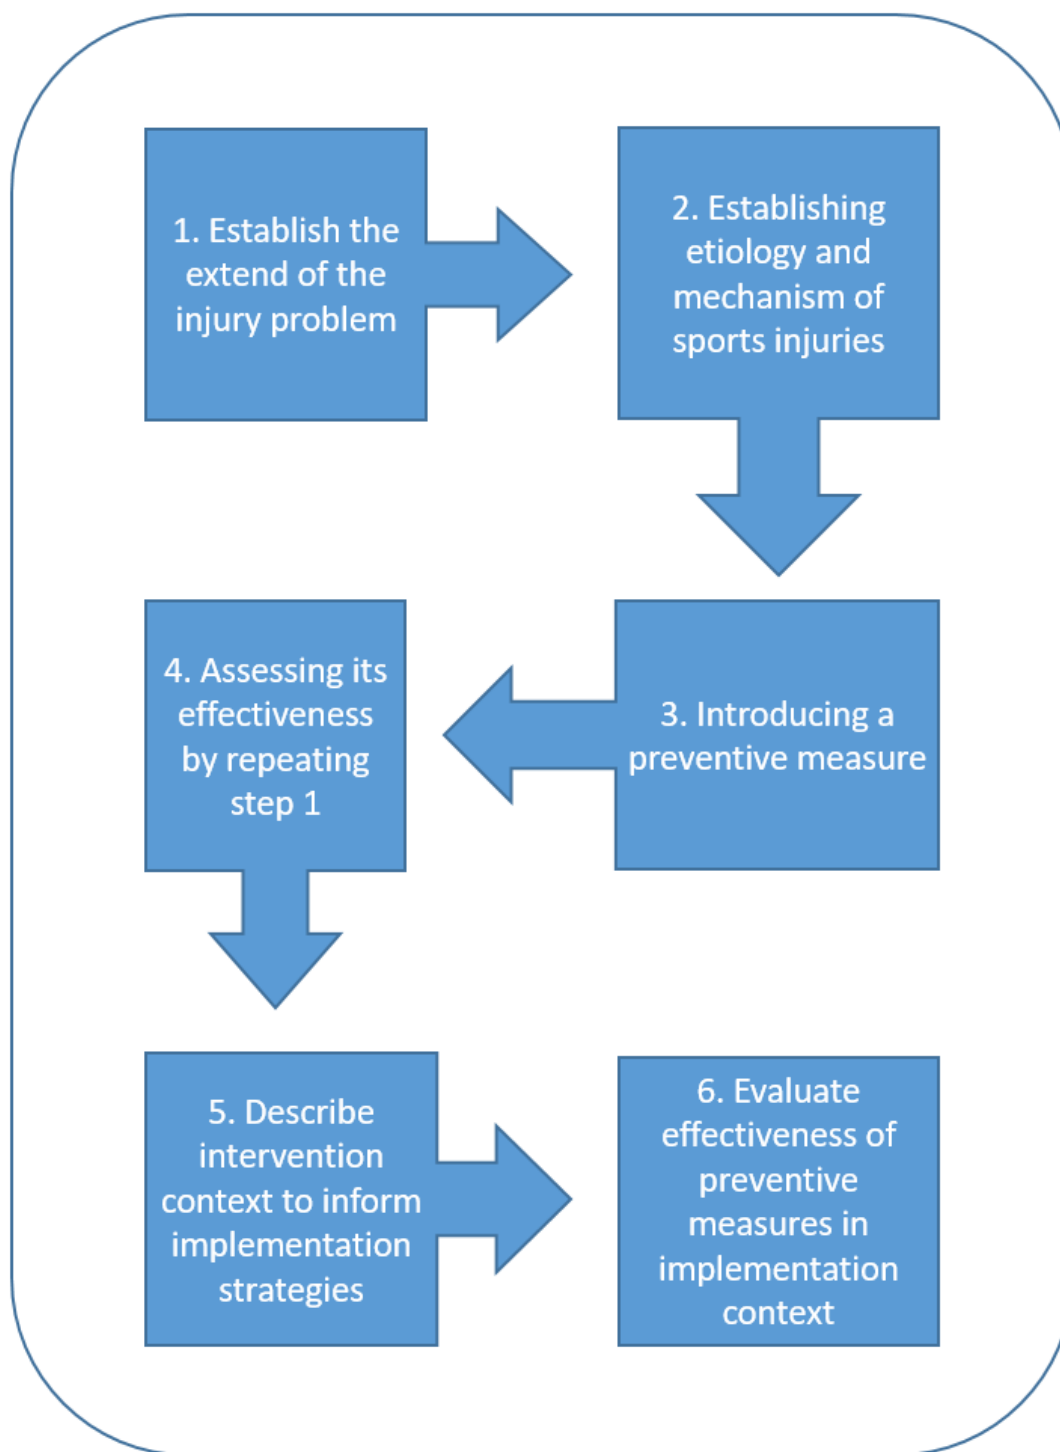 1. Establish the
extend of the
injury problem
2. Establishing
etiology and
mechanism of
sports injuries
3. Introducing a
preventive measure
4. Assessing its
effectiveness
by repeating
step 1
5. Describe
intervention
context to inform
implementation
strategies
6. Evaluate
effectiveness of
preventive
measures in
implementation
context